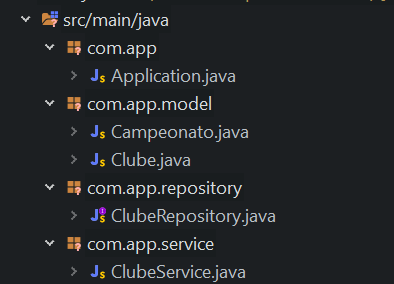 src/main/java
com.app
Application.java
com.app.model
Campeonato.java
Clube.java
com.app.repository
ClubeRepository.java
com.app.service
ClubeService.java